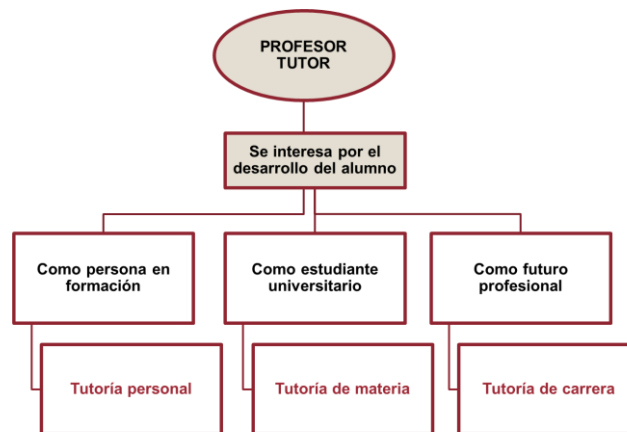 PROFESOR
TUTOR
Se interesa por el
desarrollo del alumno
Como persona en
formación
Como estudiante
universitario
Como futuro
profesional
Tutoría personal
Tutoría de materia
Tutoría de carrera